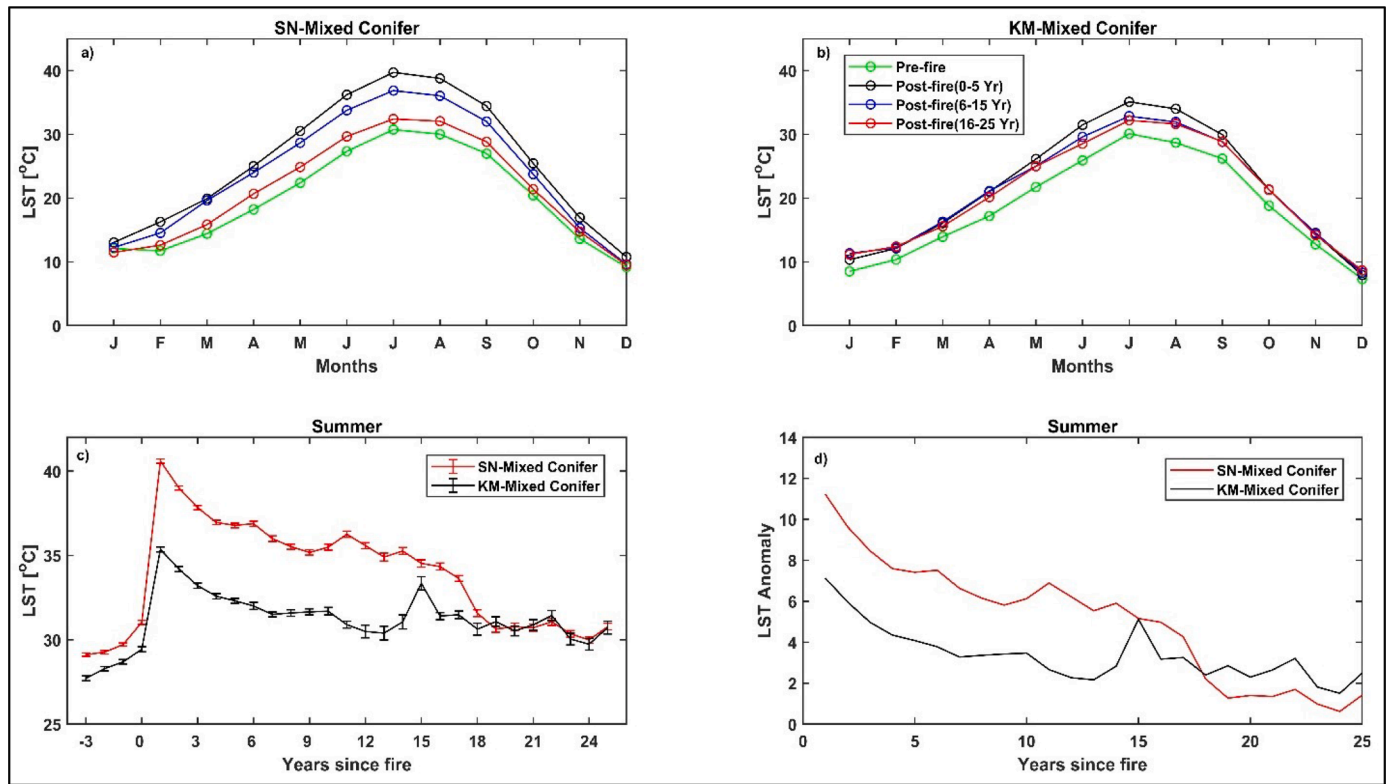 SN-Mixed Conifer
a)
40
30
20
10
0
LST [°C]
J F M A M J J A S O N D
Months
KM-Mixed Conifer
b)
Pre-fire
Post-fire(0-5 Yr)
Post-fire(6-15 Yr)
Post-fire(16-25 Yr)
40
30
20
10
0
LST [°C]
J F M A M J J A S O N D
Months
Summer
c)
SN-Mixed Conifer
KM-Mixed Conifer
40
35
30
25
LST [°C]
-3 0 3 6 9 12 15 18 21 24
Years since fire
Summer
d)
SN-Mixed Conifer
KM-Mixed Conifer
14
12
10
8
6
4
2
0
LST Anomaly
0 5 10 15 20 25
Years since fire